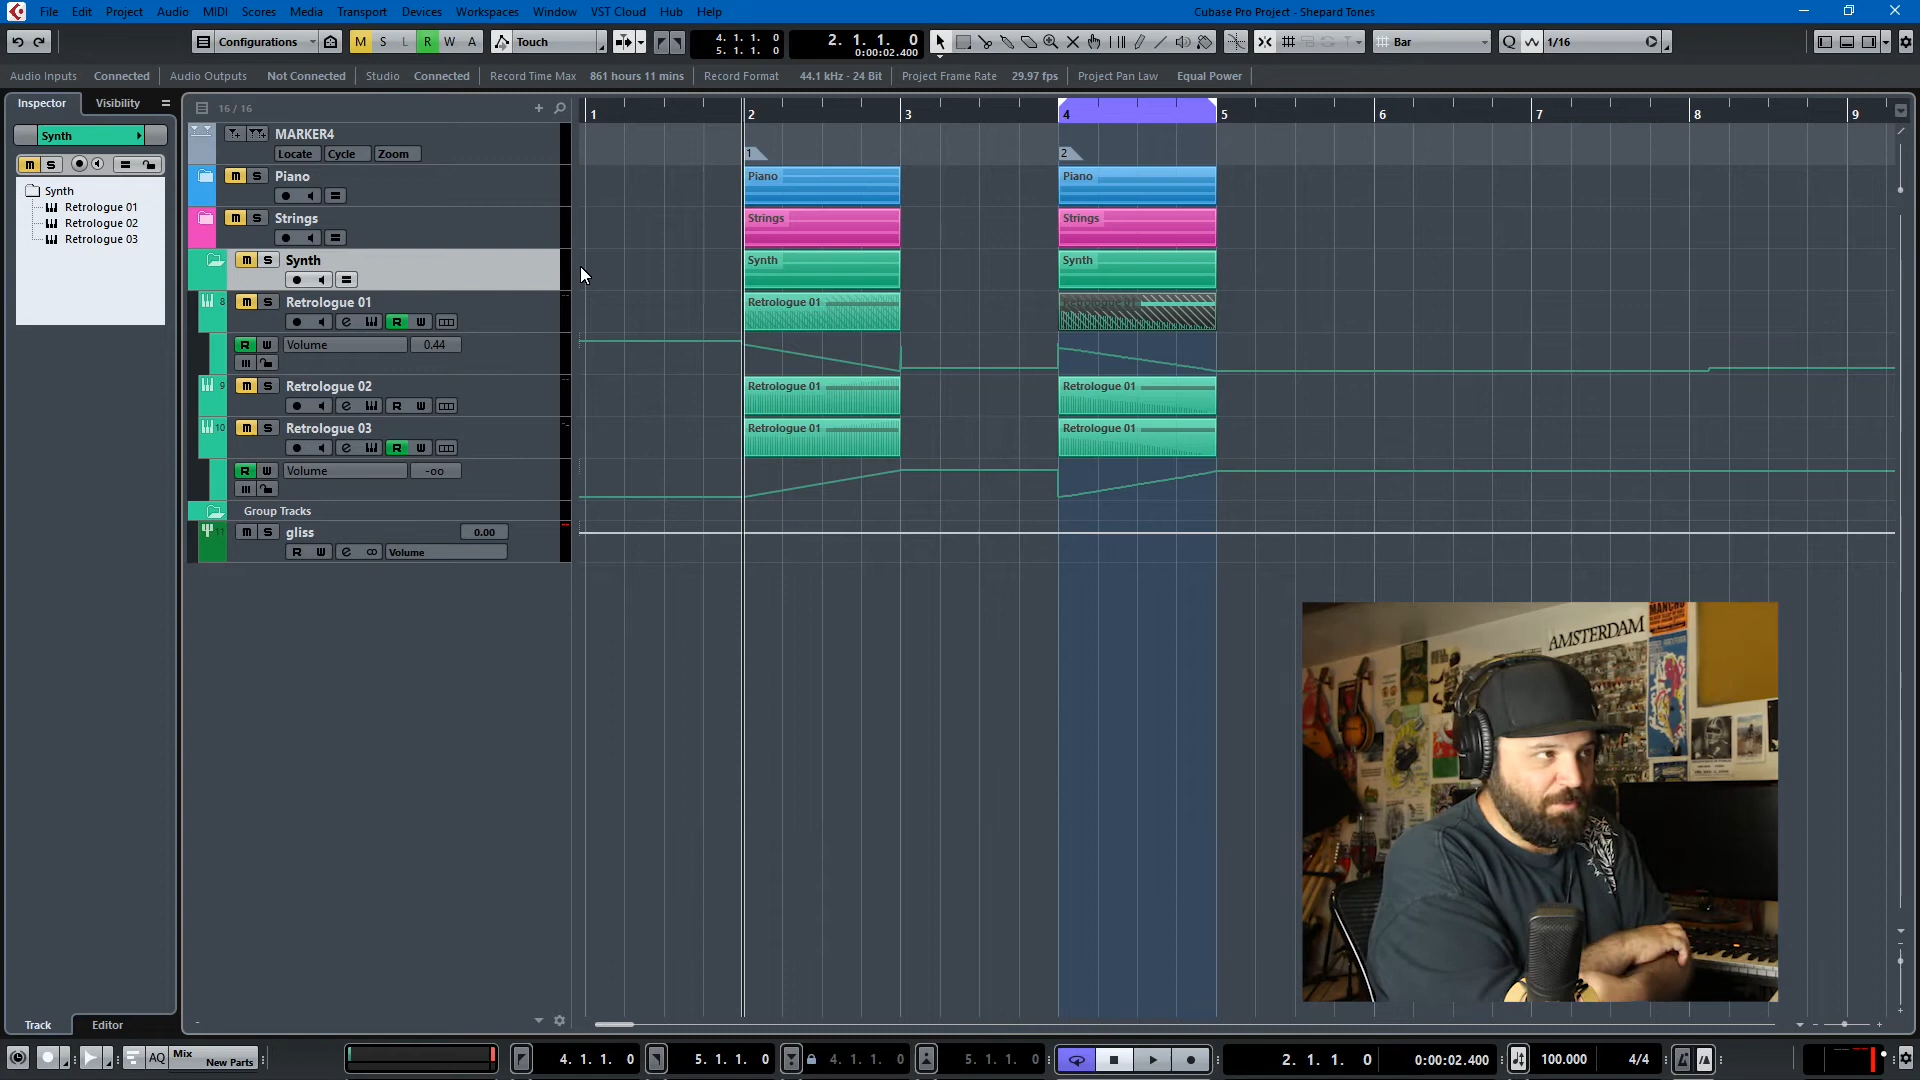 File Edit Project Audio MIDI Scores Media Transport Devices Workspaces Window VST Cloud Hub Help
Cubase Pro Project - Shepard Tones
Configurations M S L R W A Touch
4. 1. 1. 0
5. 1. 1. 0
2. 1. 1. 0
0:00:02.400
Bar Q 1/16
Audio Inputs Connected Audio Outputs Not Connected Studio Connected Record Time Max 861 hours 11 mins Record Format 44.1 kHz - 24 Bit Project Frame Rate 29.97 fps Project Pan Law Equal Power
Inspector Visibility
Synth
m S
Synth
Retrologue 01
Retrologue 02
Retrologue 03
16 / 16
1 2 3 4 5 6 7 8 9
MARKER4
Locate Cycle Zoom
1 2
m S Piano
Piano Piano
m S Strings
Strings Strings
m S Synth
Synth Synth
8 m S Retrologue 01
e R W
Retrologue 01 Retrologue 01
R W Volume 0.44
9 m S Retrologue 02
e R W
Retrologue 01 Retrologue 01
10 m S Retrologue 03
e R W
Retrologue 01 Retrologue 01
R W Volume -oo
Group Tracks
11 m S gliss 0.00
R W e Volume
AMSTERDAM
Track Editor
AQ Mix
New Parts
4. 1. 1. 0 5. 1. 1. 0 4. 1. 1. 0 5. 1. 1. 0 2. 1. 1. 0 0:00:02.400 100.000 4/4